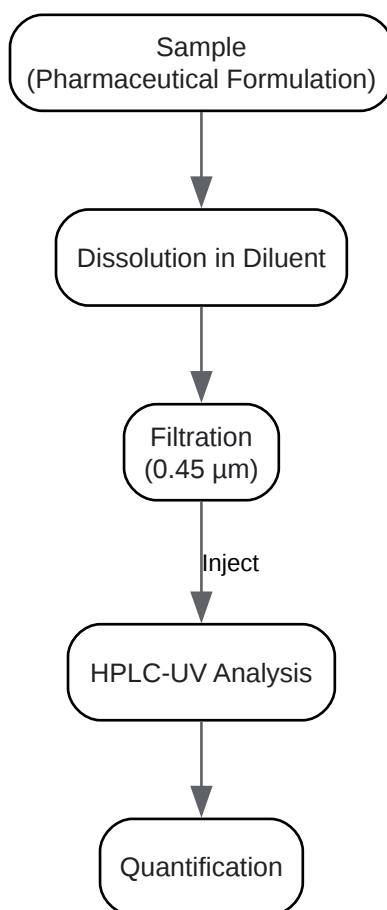 Sample
(Pharmaceutical Formulation)
Dissolution in Diluent
Filtration
(0.45 µm)
Inject
HPLC-UV Analysis
Quantification